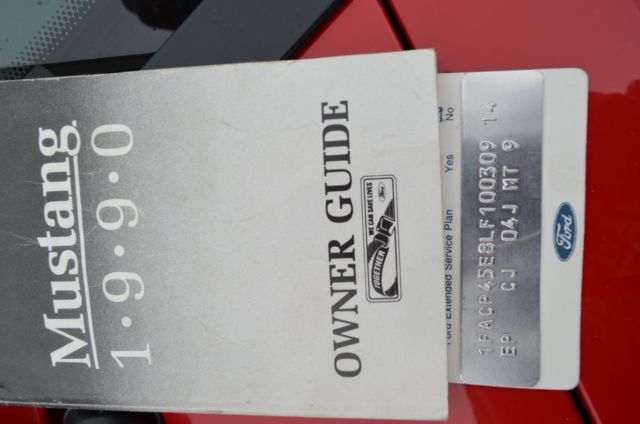 Mustang
1·9·9·0
OWNER GUIDE
WE CAN SAVE LIVES
TOGETHER
Ford
Ford Extended Service Plan Yes No
1FACP45E8LF100309 14
EP CJ 04J MT 9
Ford